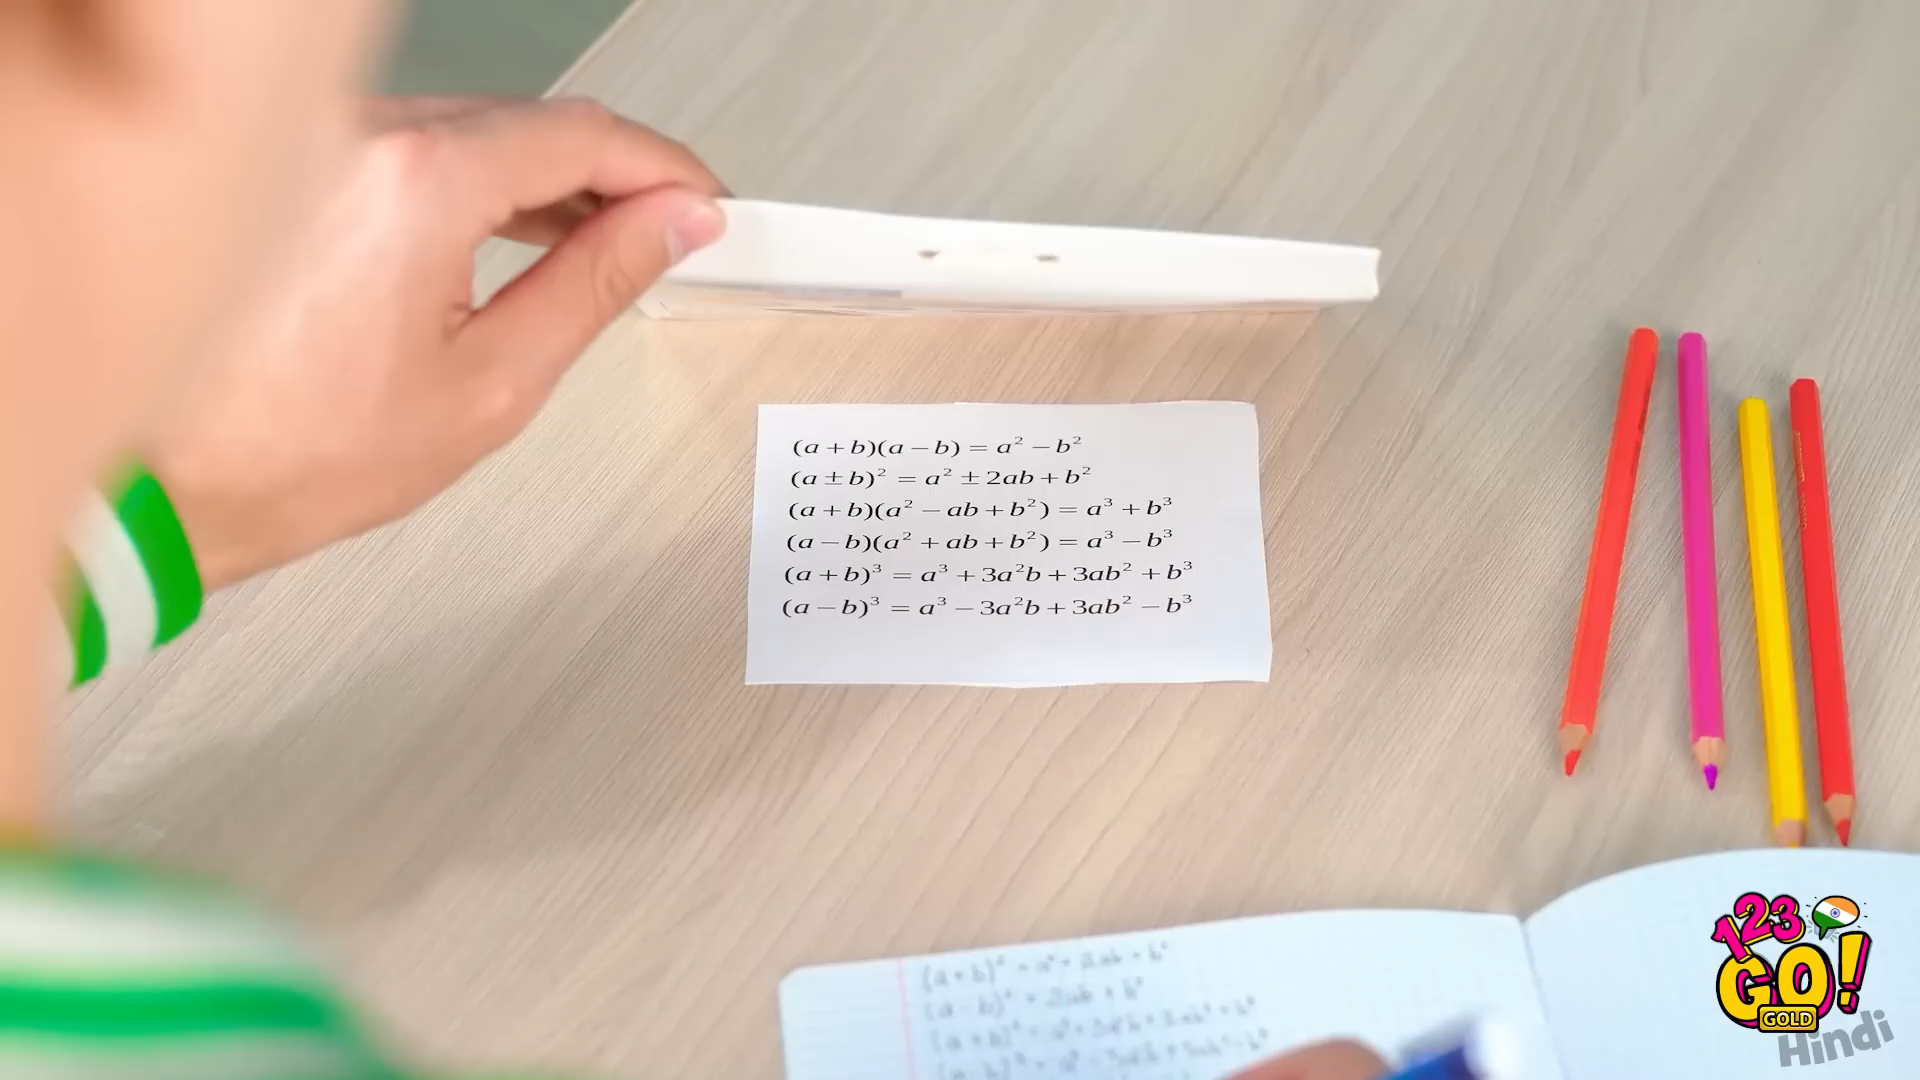 (a + b)(a − b) = a² − b²
(a ± b)² = a² ± 2ab + b²
(a + b)(a² − ab + b²) = a³ + b³
(a − b)(a² + ab + b²) = a³ − b³
(a + b)³ = a³ + 3a²b + 3ab² + b³
(a − b)³ = a³ − 3a²b + 3ab² − b³
123
GO!
GOLD
Hindi